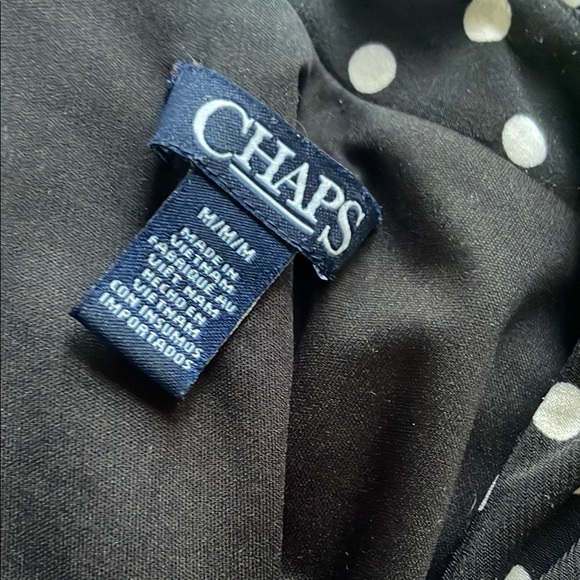 CHAPS
M/M/M
MADE IN
VIETNAM
FABRIQUÉ AU
VIET NAM
HECHO EN
VIETNAM
CON INSUMOS
IMPORTADOS